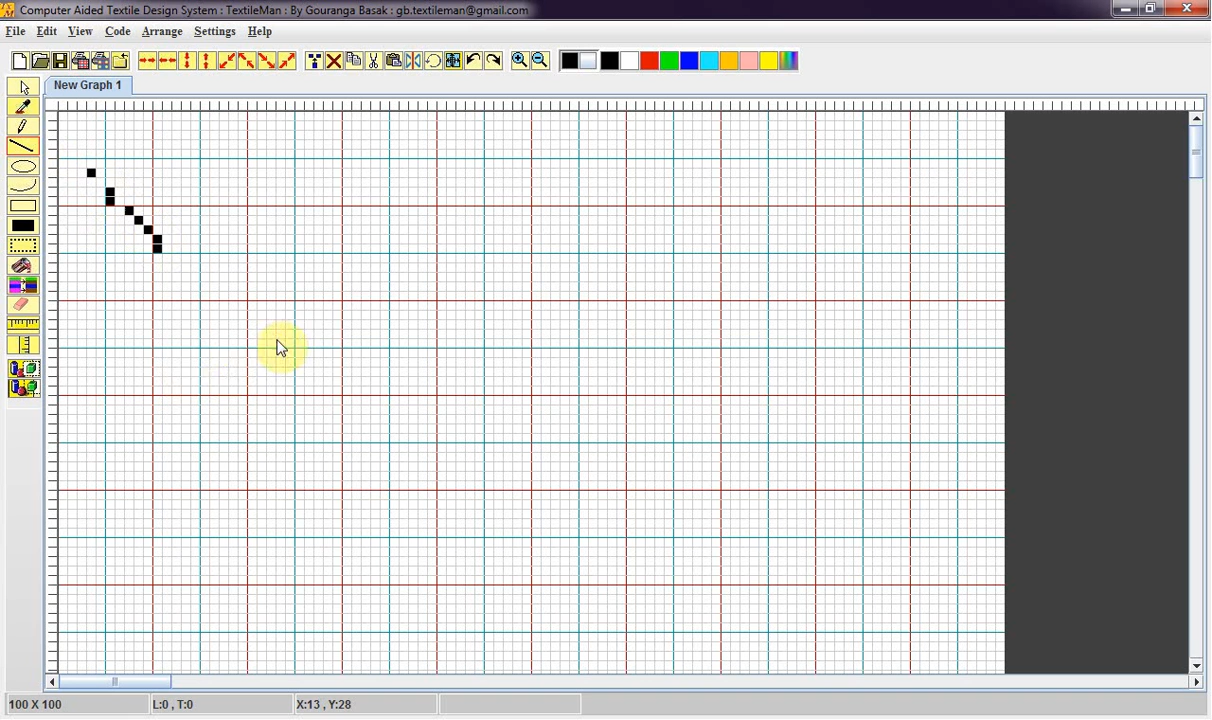 Computer Aided Textile Design System : TextileMan : By Gouranga Basak : gb.textileman@gmail.com
File Edit View Code Arrange Settings Help
New Graph 1
100 X 100 L:0 , T:0 X:13 , Y:28